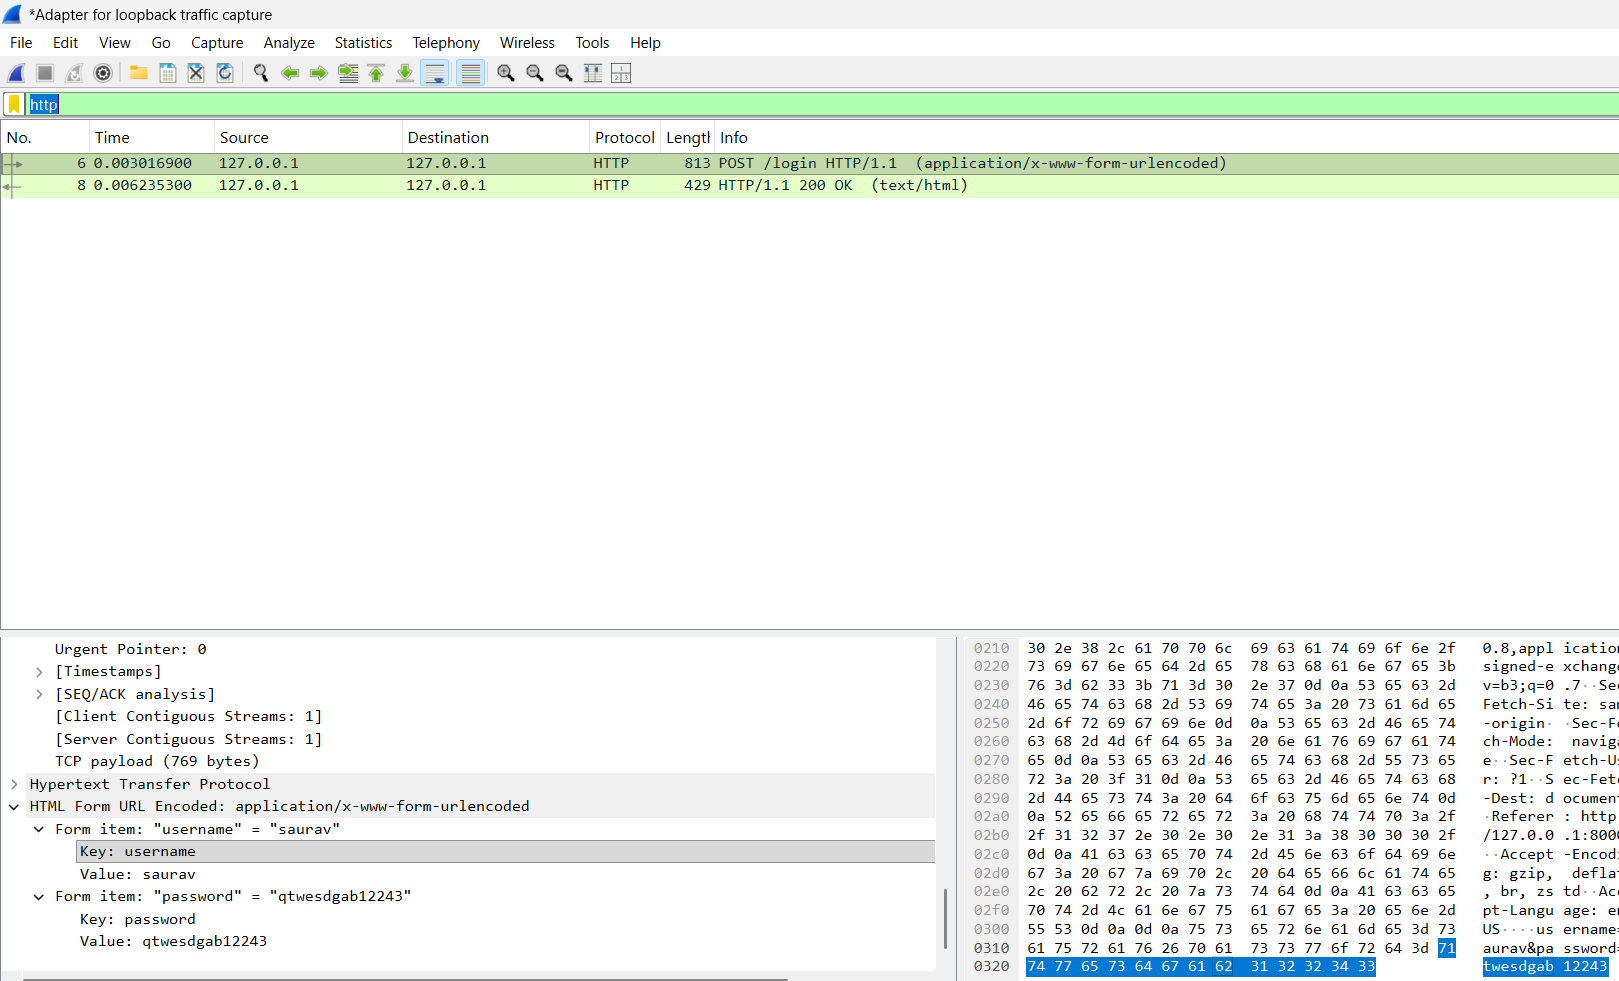 *Adapter for loopback traffic capture
File Edit View Go Capture Analyze Statistics Telephony Wireless Tools Help
http
No. Time Source Destination Protocol Lengtl Info
6 0.003016900 127.0.0.1 127.0.0.1 HTTP 813 POST /login HTTP/1.1 (application/x-www-form-urlencoded)
8 0.006235300 127.0.0.1 127.0.0.1 HTTP 429 HTTP/1.1 200 OK (text/html)
Urgent Pointer: 0
[Timestamps]
[SEQ/ACK analysis]
[Client Contiguous Streams: 1]
[Server Contiguous Streams: 1]
TCP payload (769 bytes)
Hypertext Transfer Protocol
HTML Form URL Encoded: application/x-www-form-urlencoded
Form item: "username" = "saurav"
Key: username
Value: saurav
Form item: "password" = "qtwesdgab12243"
Key: password
Value: qtwesdgab12243
0210 30 2e 38 2c 61 70 70 6c 69 63 61 74 69 6f 6e 2f 0.8,appl ication
0220 73 69 67 6e 65 64 2d 65 78 63 68 61 6e 67 65 3b signed-e xchange
0230 76 3d 62 33 3b 71 3d 30 2e 37 0d 0a 53 65 63 2d v=b3;q=0 .7··Sec
0240 46 65 74 63 68 2d 53 69 74 65 3a 20 73 61 6d 65 Fetch-Si te: sam
0250 2d 6f 72 69 67 69 6e 0d 0a 53 65 63 2d 46 65 74 -origin· ·Sec-Fe
0260 63 68 2d 4d 6f 64 65 3a 20 6e 61 76 69 67 61 74 ch-Mode: navigat
0270 65 0d 0a 53 65 63 2d 46 65 74 63 68 2d 55 73 65 e··Sec-F etch-Us
0280 72 3a 20 3f 31 0d 0a 53 65 63 2d 46 65 74 63 68 r: ?1··S ec-Fetc
0290 2d 44 65 73 74 3a 20 64 6f 63 75 6d 65 6e 74 0d -Dest: d ocument
02a0 0a 52 65 66 65 72 65 72 3a 20 68 74 74 70 3a 2f ·Referer : http
02b0 2f 31 32 37 2e 30 2e 30 2e 31 3a 38 30 30 30 2f /127.0.0 .1:8000
02c0 0d 0a 41 63 63 65 70 74 2d 45 6e 63 6f 64 69 6e ··Accept -Encodi
02d0 67 3a 20 67 7a 69 70 2c 20 64 65 66 6c 61 74 65 g: gzip, deflat
02e0 2c 20 62 72 2c 20 7a 73 74 64 0d 0a 41 63 63 65 , br, zs td··Acc
02f0 70 74 2d 4c 61 6e 67 75 61 67 65 3a 20 65 6e 2d pt-Langu age: en
0300 55 53 0d 0a 0d 0a 75 73 65 72 6e 61 6d 65 3d 73 US····us ername=
0310 61 75 72 61 76 26 70 61 73 73 77 6f 72 64 3d 71 aurav&pa ssword=
0320 74 77 65 73 64 67 61 62 31 32 32 34 33 twesdgab 12243